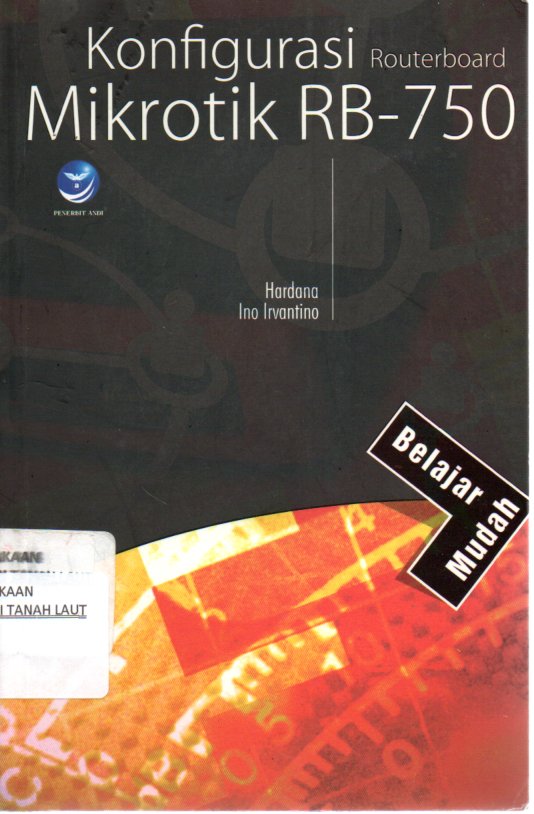 Konfigurasi Routerboard
Mikrotik RB-750
a
PENERBIT ANDI
Hardana
Ino Irvantino
Belajar
Mudah
KAAN
I TANAH LAUT